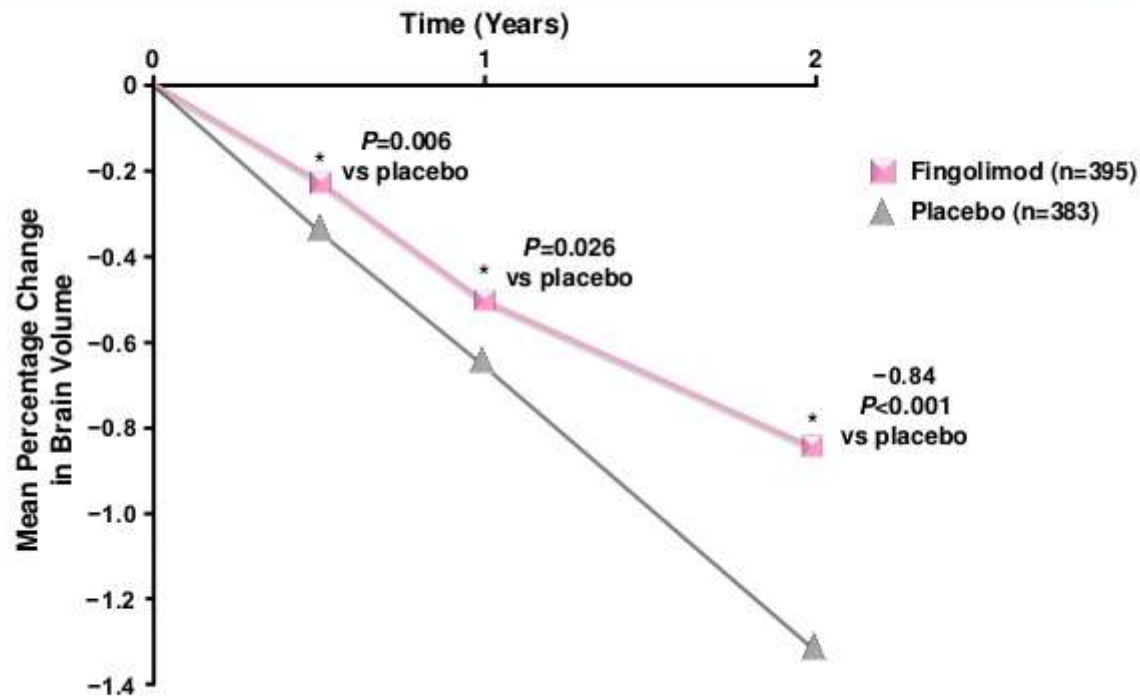 Time (Years)
0 1 2
0
−0.2
−0.4
−0.6
−0.8
−1.0
−1.2
−1.4
Mean Percentage Change
in Brain Volume
*
P=0.006
vs placebo
*
P=0.026
vs placebo
*
−0.84
P<0.001
vs placebo
Fingolimod (n=395)
Placebo (n=383)